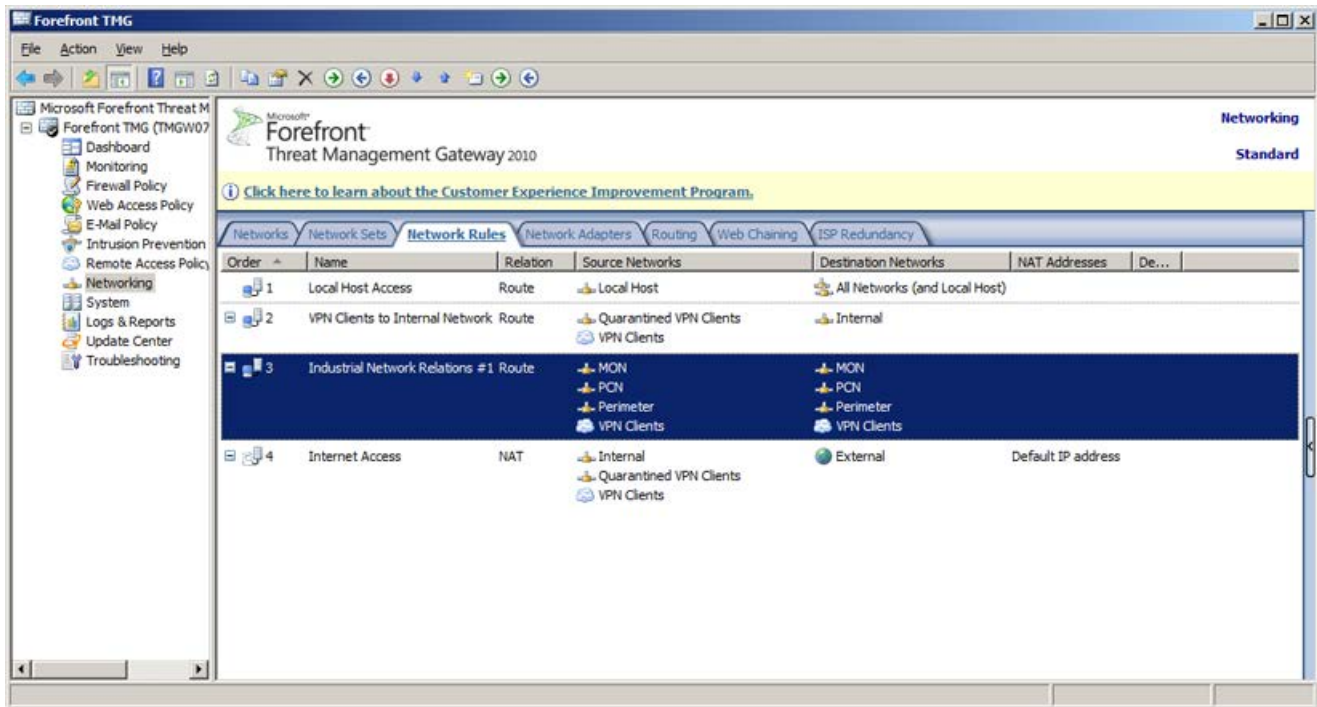 Forefront TMG
File Action View Help
Microsoft Forefront Threat M
Forefront TMG (TMGW07
Dashboard
Monitoring
Firewall Policy
Web Access Policy
E-Mail Policy
Intrusion Prevention
Remote Access Policy
Networking
System
Logs & Reports
Update Center
Troubleshooting
Microsoft®
Forefront
Threat Management Gateway 2010
Networking
Standard
Click here to learn about the Customer Experience Improvement Program.
Networks Network Sets Network Rules Network Adapters Routing Web Chaining ISP Redundancy
Order Name Relation Source Networks Destination Networks NAT Addresses De...
1 Local Host Access Route Local Host All Networks (and Local Host)
2 VPN Clients to Internal Network Route Quarantined VPN Clients Internal
VPN Clients
3 Industrial Network Relations #1 Route MON MON
PCN PCN
Perimeter Perimeter
VPN Clients VPN Clients
4 Internet Access NAT Internal External Default IP address
Quarantined VPN Clients
VPN Clients